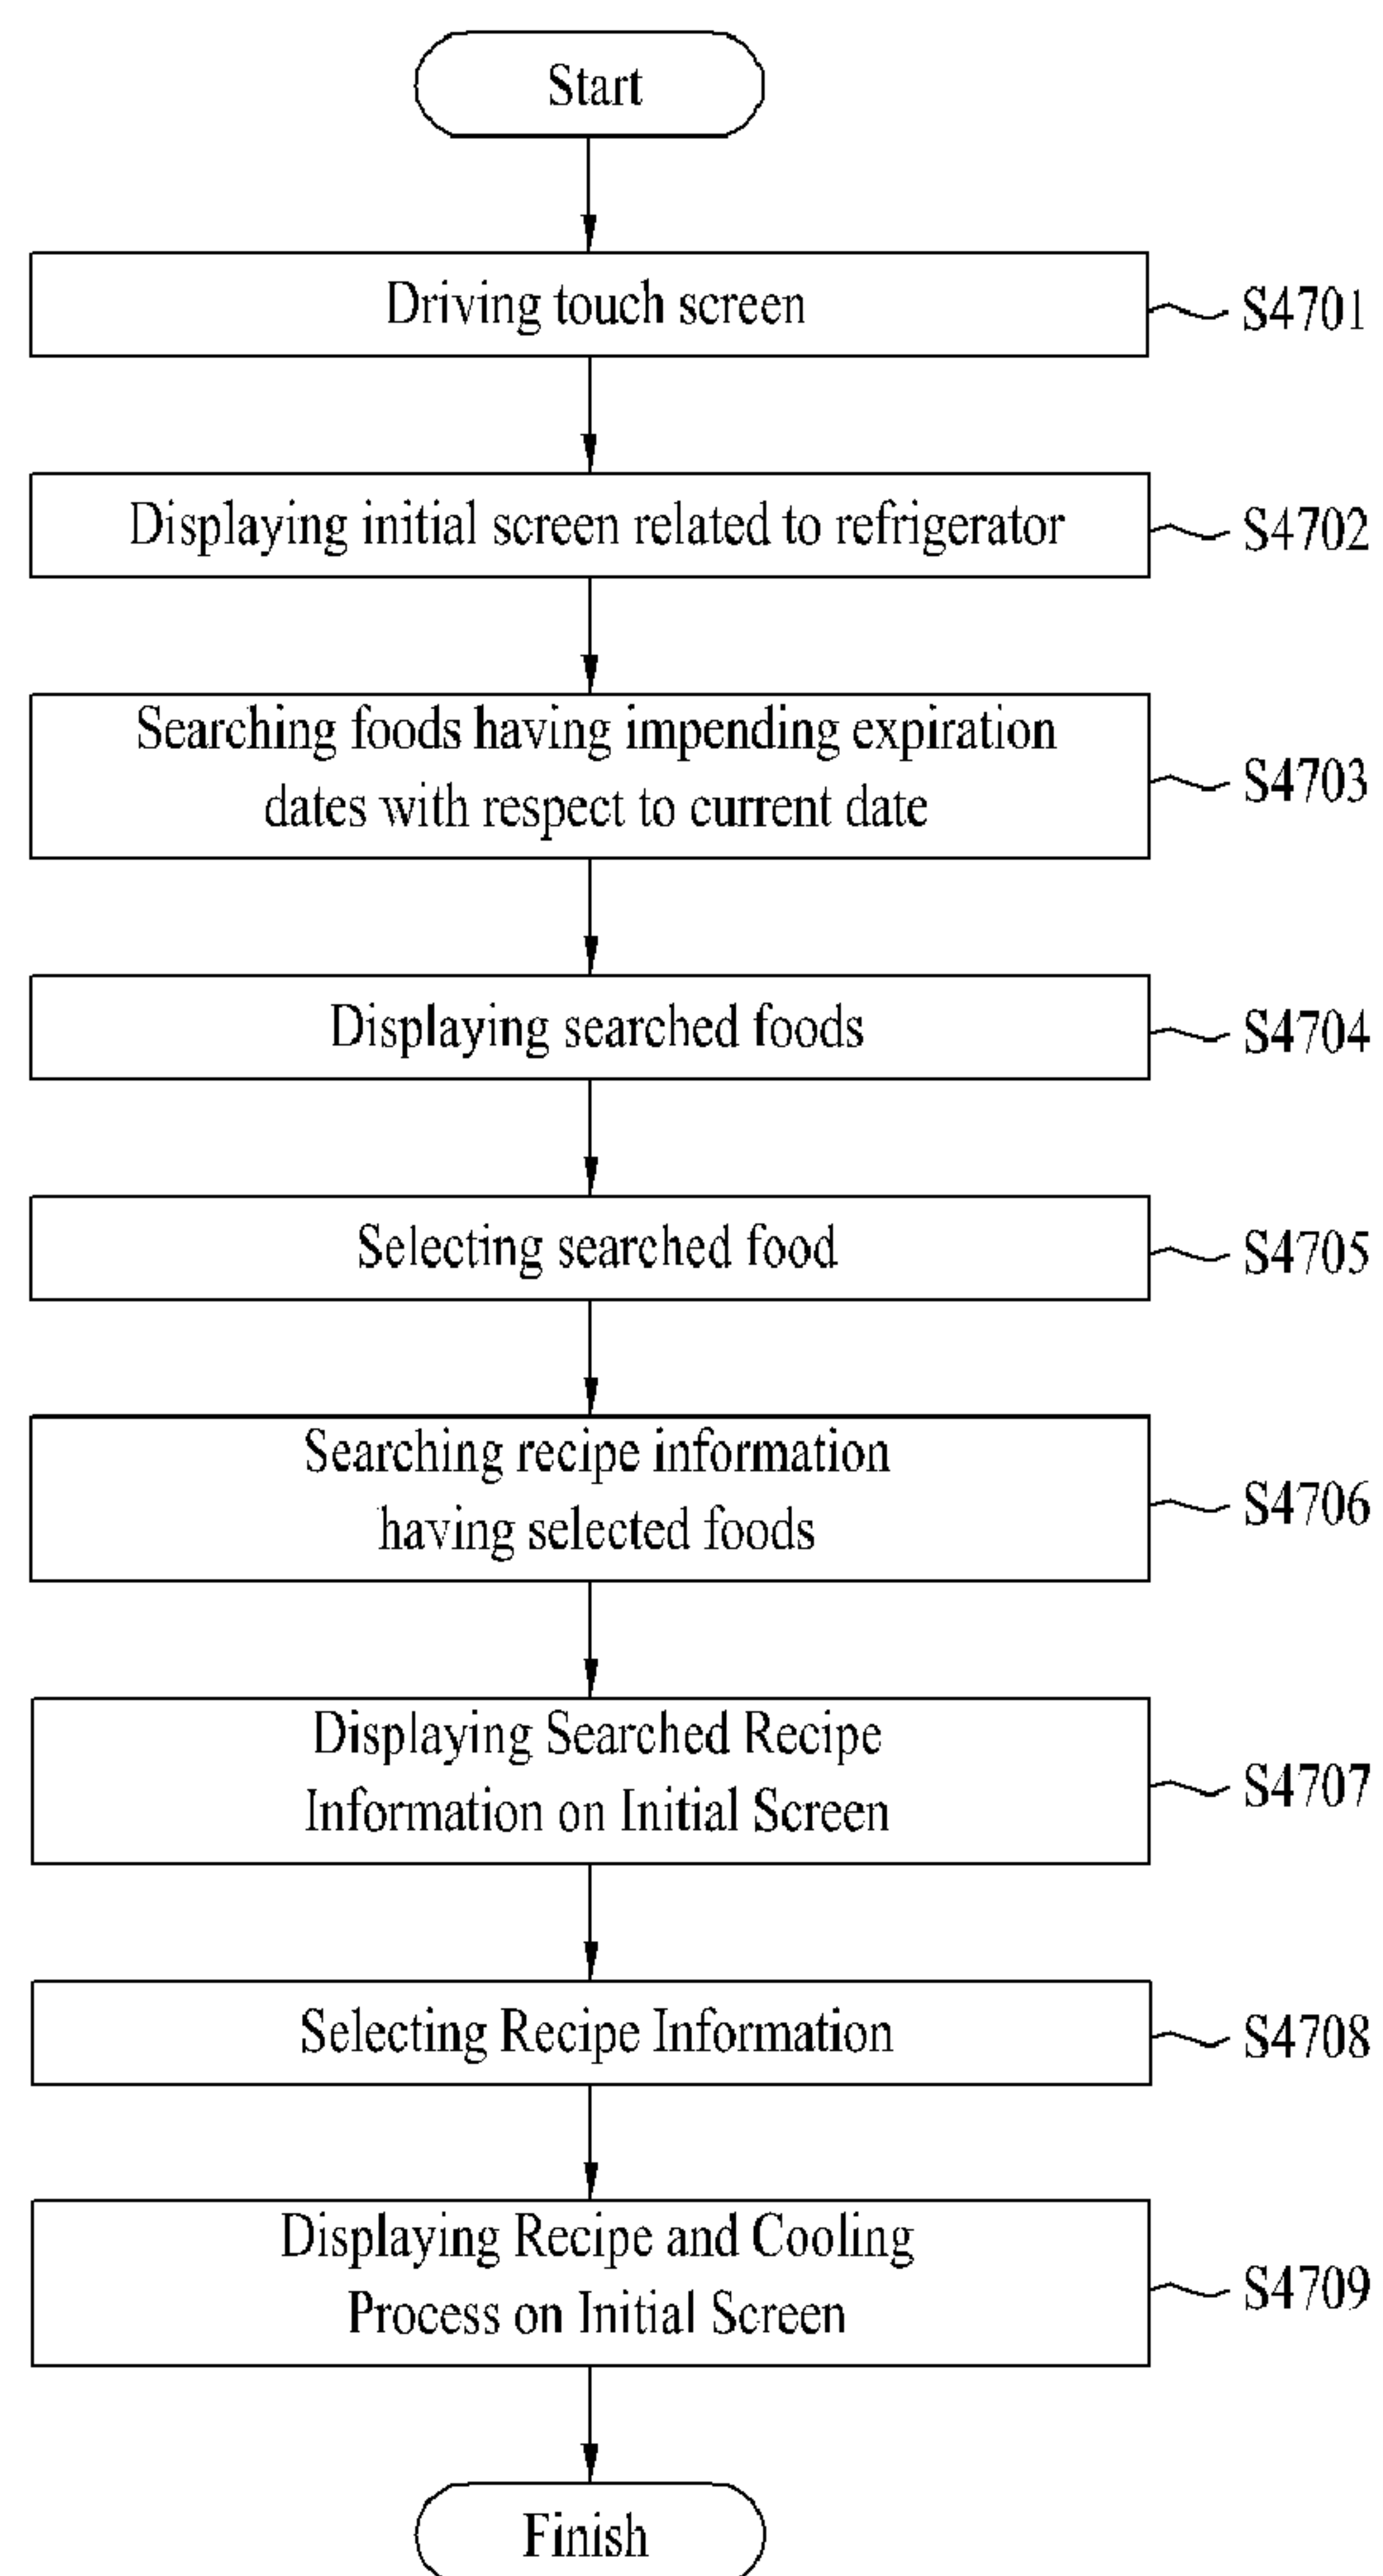 Start
Driving touch screen
S4701
Displaying initial screen related to refrigerator
S4702
Searching foods having impending expiration
dates with respect to current date
S4703
Displaying searched foods
S4704
Selecting searched food
S4705
Searching recipe information
having selected foods
S4706
Displaying Searched Recipe
Information on Initial Screen
S4707
Selecting Recipe Information
S4708
Displaying Recipe and Cooling
Process on Initial Screen
S4709
Finish